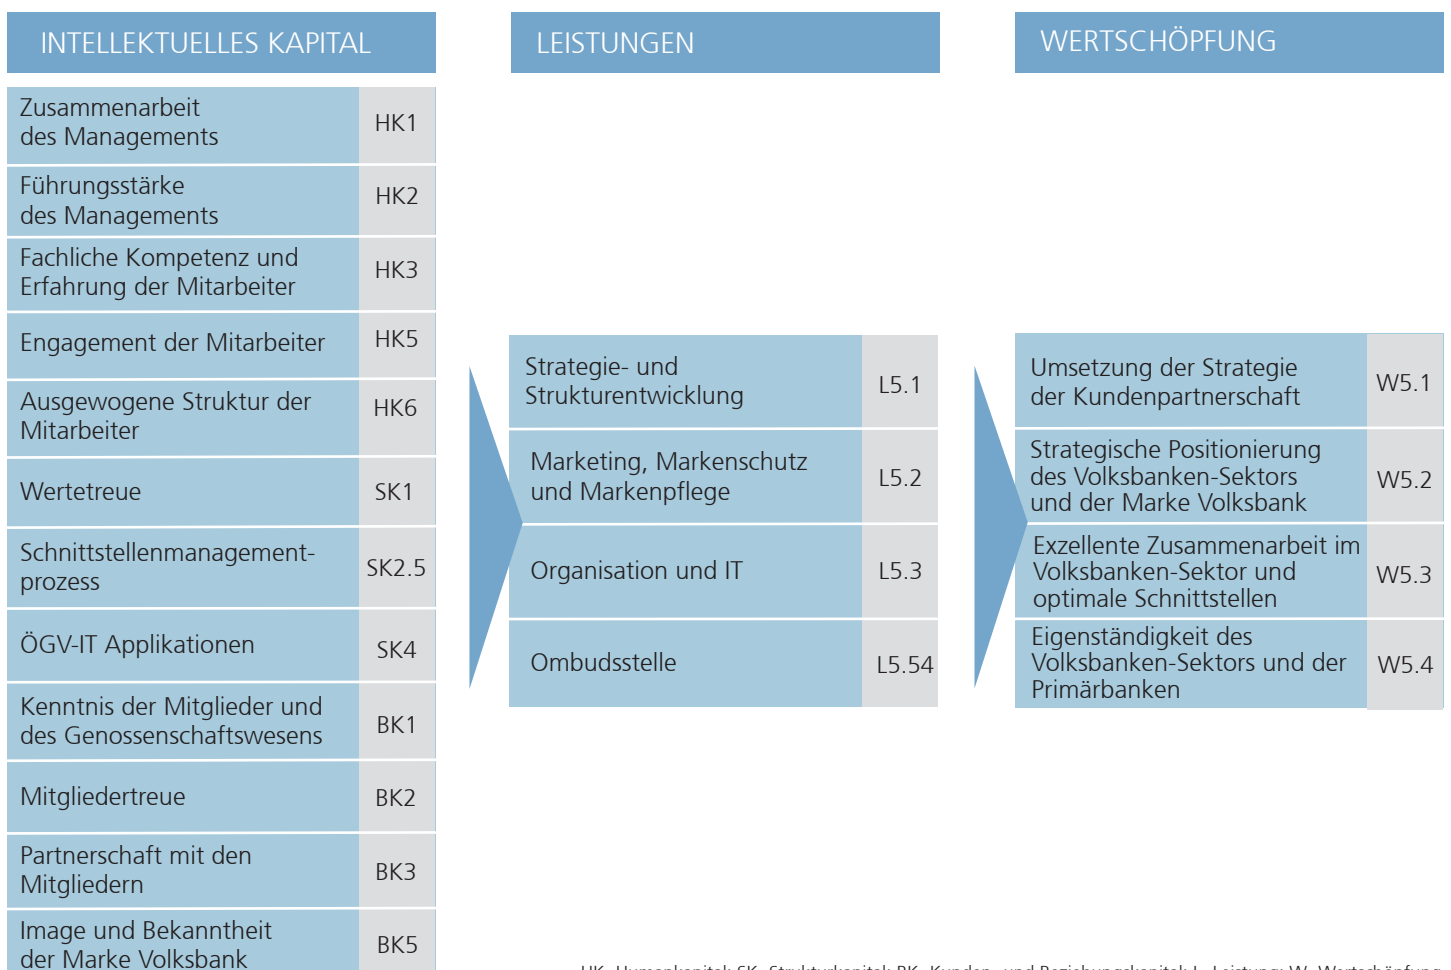 INTELLEKTUELLES KAPITAL
Zusammenarbeit
des Managements
HK1
Führungsstärke
des Managements
HK2
Fachliche Kompetenz und
Erfahrung der Mitarbeiter
HK3
Engagement der Mitarbeiter
HK5
Ausgewogene Struktur der
Mitarbeiter
HK6
Wertetreue
SK1
Schnittstellenmanagement-
prozess
SK2.5
ÖGV-IT Applikationen
SK4
Kenntnis der Mitglieder und
des Genossenschaftswesens
BK1
Mitgliedertreue
BK2
Partnerschaft mit den
Mitgliedern
BK3
Image und Bekanntheit
der Marke Volksbank
BK5
LEISTUNGEN
Strategie- und
Strukturentwicklung
L5.1
Marketing, Markenschutz
und Markenpflege
L5.2
Organisation und IT
L5.3
Ombudsstelle
L5.54
WERTSCHÖPFUNG
Umsetzung der Strategie
der Kundenpartnerschaft
W5.1
Strategische Positionierung
des Volksbanken-Sektors
und der Marke Volksbank
W5.2
Exzellente Zusammenarbeit im
Volksbanken-Sektor und
optimale Schnittstellen
W5.3
Eigenständigkeit des
Volksbanken-Sektors und der
Primärbanken
W5.4